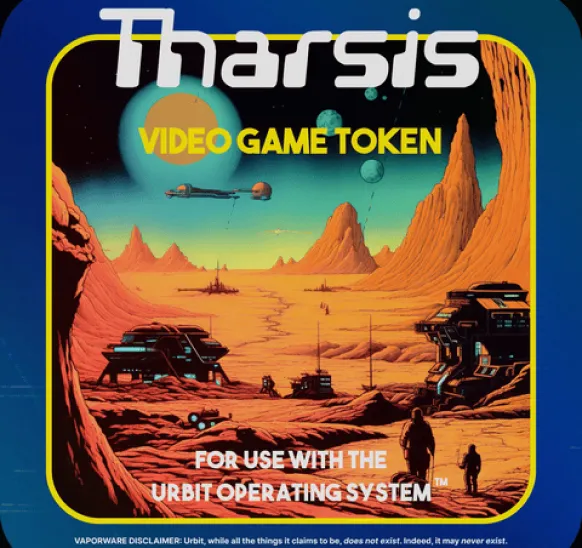 Tharsis
VIDEO GAME TOKEN
FOR USE WITH THE
URBIT OPERATING SYSTEM™
VAPORWARE DISCLAIMER: Urbit, while all the things it claims to be, does not exist. Indeed, it may never exist.